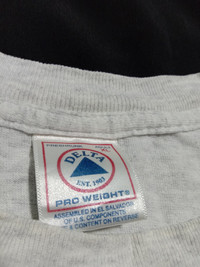 DELTA
EST. 1903
PRO WEIGHT®
ASSEMBLED IN EL SALVADOR
OF U.S. COMPONENTS
& CONTENT ON REVERSE